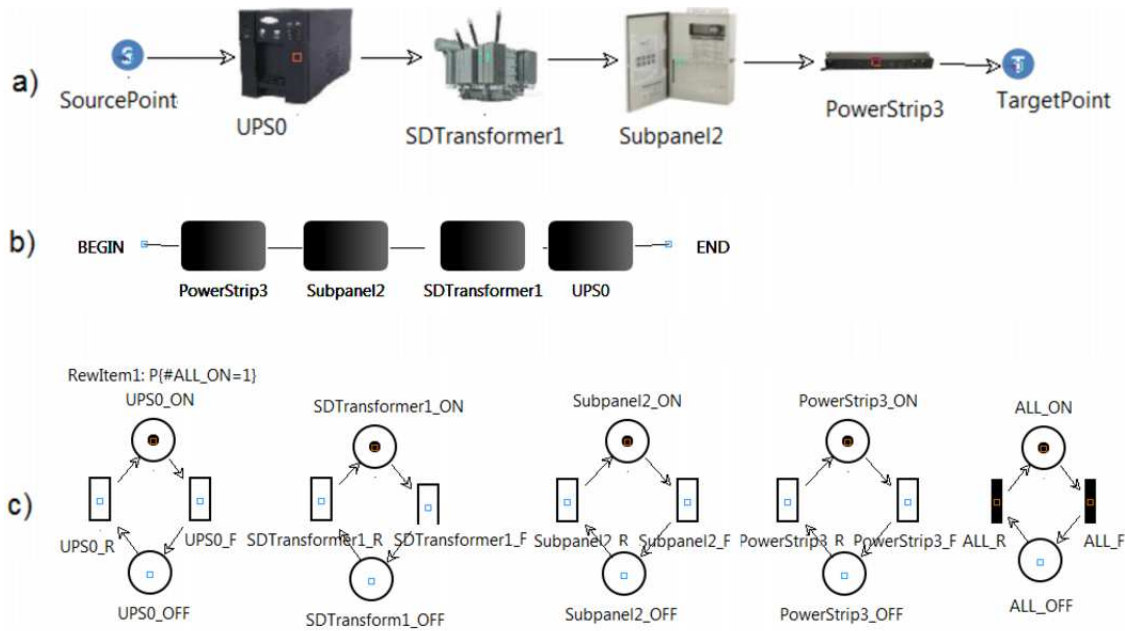 a)
S
T
SourcePoint
UPS0
SDTransformer1
Subpanel2
PowerStrip3
TargetPoint
b)
BEGIN
END
PowerStrip3
Subpanel2
SDTransformer1
UPS0
c)
RewItem1: P{#ALL_ON=1}
UPS0_ON
SDTransformer1_ON
Subpanel2_ON
PowerStrip3_ON
ALL_ON
UPS0_R
UPS0_F
SDTransformer1_R
SDTransformer1_F
Subpanel2_R
Subpanel2_F
PowerStrip3_R
PowerStrip3_F
ALL_R
ALL_F
UPS0_OFF
SDTransform1_OFF
Subpanel2_OFF
PowerStrip3_OFF
ALL_OFF